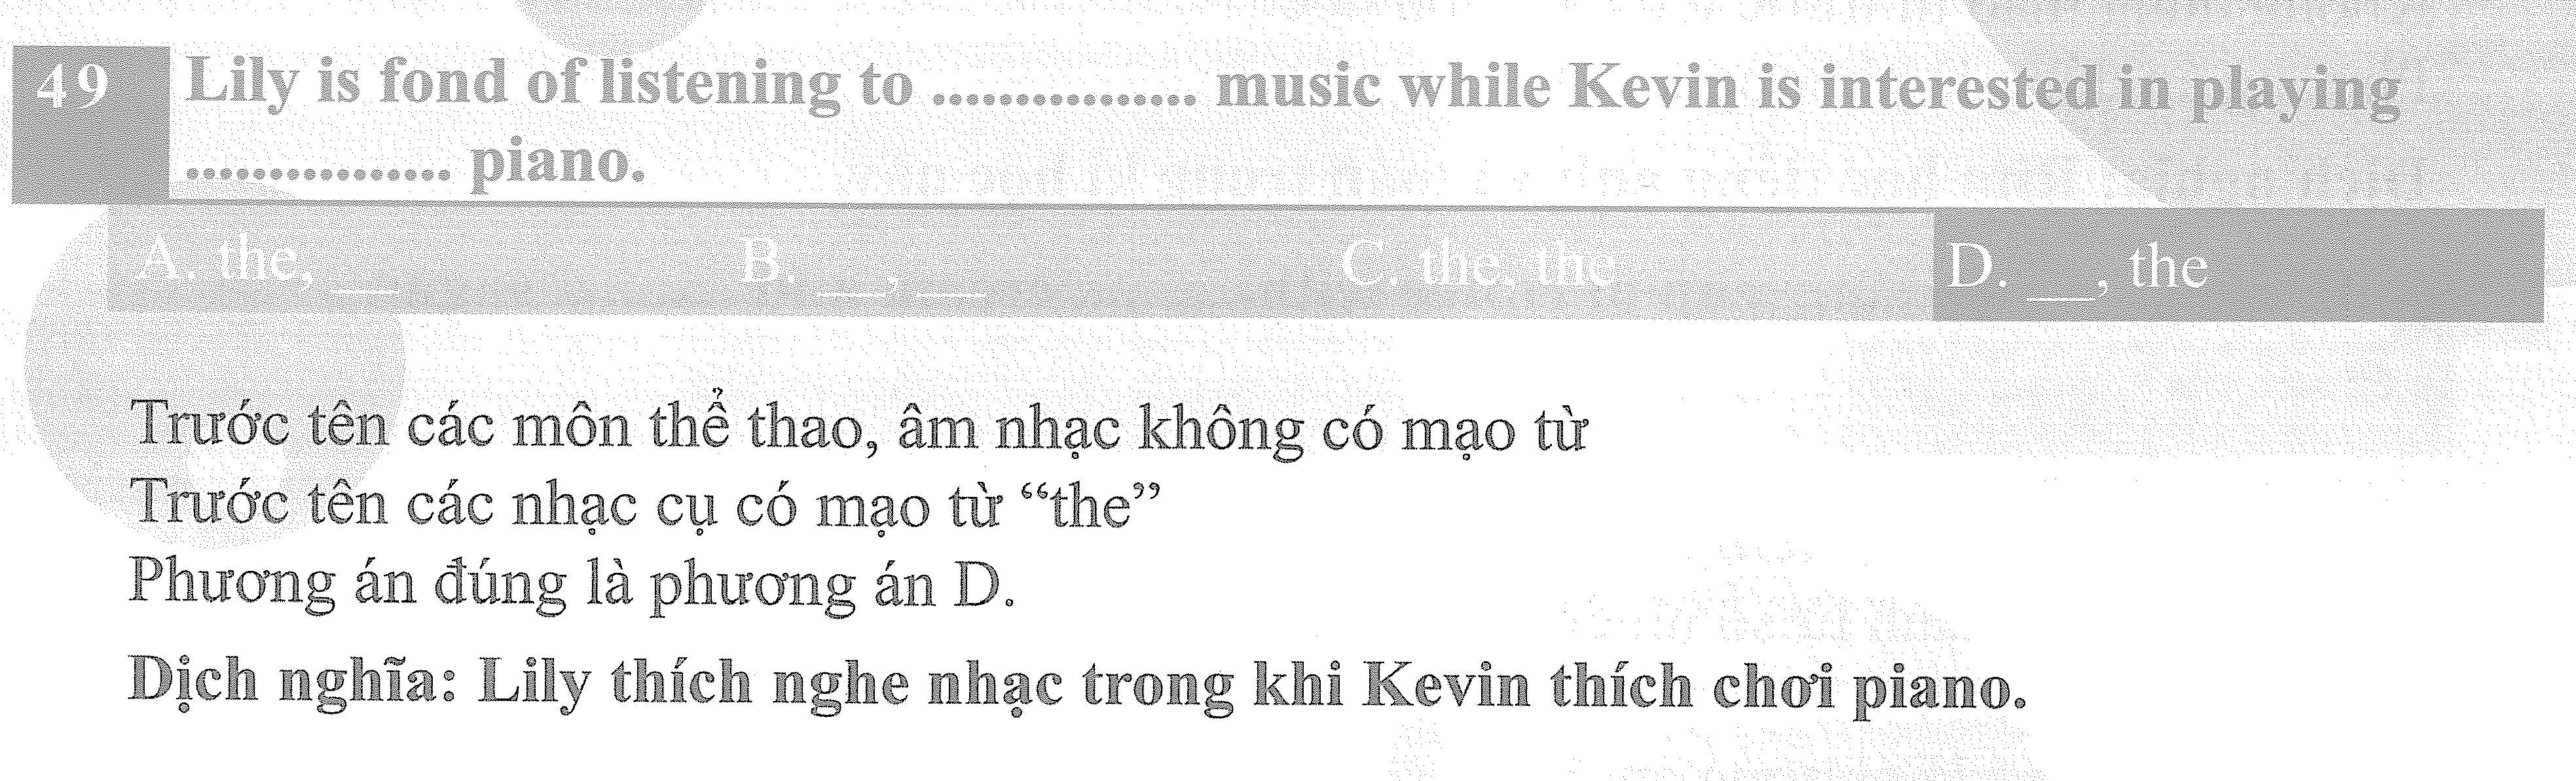 49 Lily is fond of listening to ................ music while Kevin is interested in playing
................ piano.
A. the, __ B. __, __ C. the, the D. __, the
Trước tên các môn thể thao, âm nhạc không có mạo từ
Trước tên các nhạc cụ có mạo từ “the”
Phương án đúng là phương án D.
Dịch nghĩa: Lily thích nghe nhạc trong khi Kevin thích chơi piano.